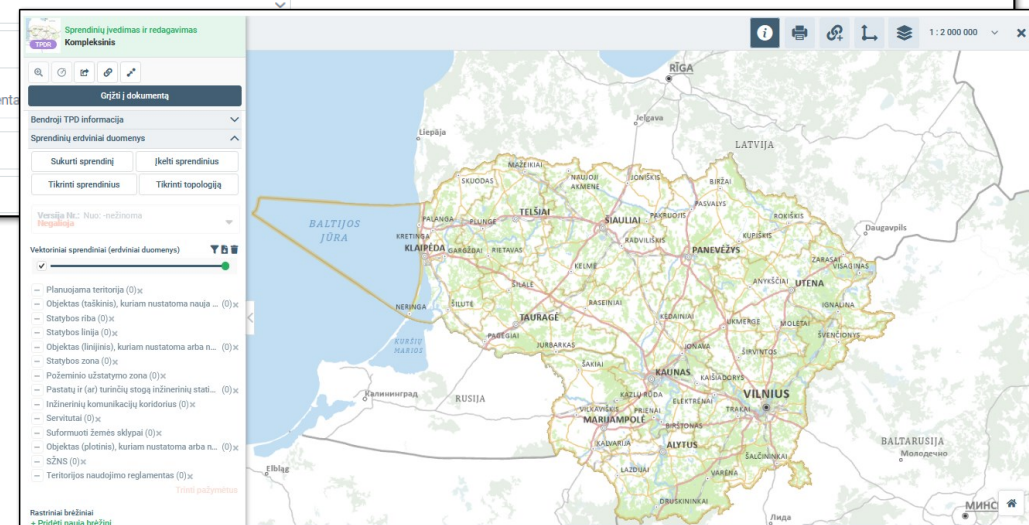 enta
Sprendinių įvedimas ir redagavimas
TPDR
Kompleksinis
Grįžti į dokumentą
Bendroji TPD informacija
Sprendinių erdviniai duomenys
Sukurti sprendinį
Įkelti sprendinius
Tikrinti sprendinius
Tikrinti topologiją
Versija Nr.: Nuo: -nežinoma
Negalioja
Vektoriniai sprendiniai (erdviniai duomenys)
– Planuojama teritorija (0)×
– Objektas (taškinis), kuriam nustatoma nauja ... (0)×
– Statybos riba (0)×
– Statybos linija (0)×
– Objektas (linijinis), kuriam nustatoma arba n... (0)×
– Statybos zona (0)×
– Požeminio užstatymo zona (0)×
– Pastatų ir (ar) turinčių stogą inžinerinių stati... (0)×
– Inžinerinių komunikacijų koridorius (0)×
– Servitutai (0)×
– Suformuoti žemės sklypai (0)×
– Objektas (plotinis), kuriam nustatoma arba n... (0)×
– SŽNS (0)×
– Teritorijos naudojimo reglamentas (0)×
Trinti pažymėtus
Rastriniai brėžiniai
+ Pridėti naują brėžinį
1 : 2 000 000
RĪGA
Jelgava
Liepāja
LATVIJA
MAŽEIKIAI
SKUODAS
NAUJOJI AKMENĖ
JONIŠKIS
BIRŽAI
PASVALYS
BALTIJOS JŪRA
PALANGA
PLUNGĖ
TELŠIAI
ŠIAULIAI
PAKRUOJIS
ROKIŠKIS
Daugavpils
KRETINGA
KLAIPĖDA
GARGŽDAI
RIETAVAS
RADVILIŠKIS
KUPIŠKIS
PANEVĖŽYS
ZARASAI
VISAGINAS
KELMĖ
ANYKŠČIAI
UTENA
ŠILALĖ
NERINGA
ŠILUTĖ
RASEINIAI
IGNALINA
TAURAGĖ
KĖDAINIAI
UKMERGĖ
MOLĖTAI
ŠVENČIONYS
PAGĖGIAI
JURBARKAS
KURŠIŲ MARIOS
JONAVA
ŠIRVINTOS
ŠAKIAI
KAUNAS
KAIŠIADORYS
Калининград
RUSIJA
KAZLŲ RŪDA
ELEKTRĖNAI
VILNIUS
VILKAVIŠKIS
PRIENAI
TRAKAI
MARIJAMPOLĖ
BIRŠTONAS
KALVARIJA
ALYTUS
ŠALČININKAI
BALTARUSIJA
Молодечно
Elbląg
LAZDIJAI
VARĖNA
DRUSKININKAI
Лида
МИНС